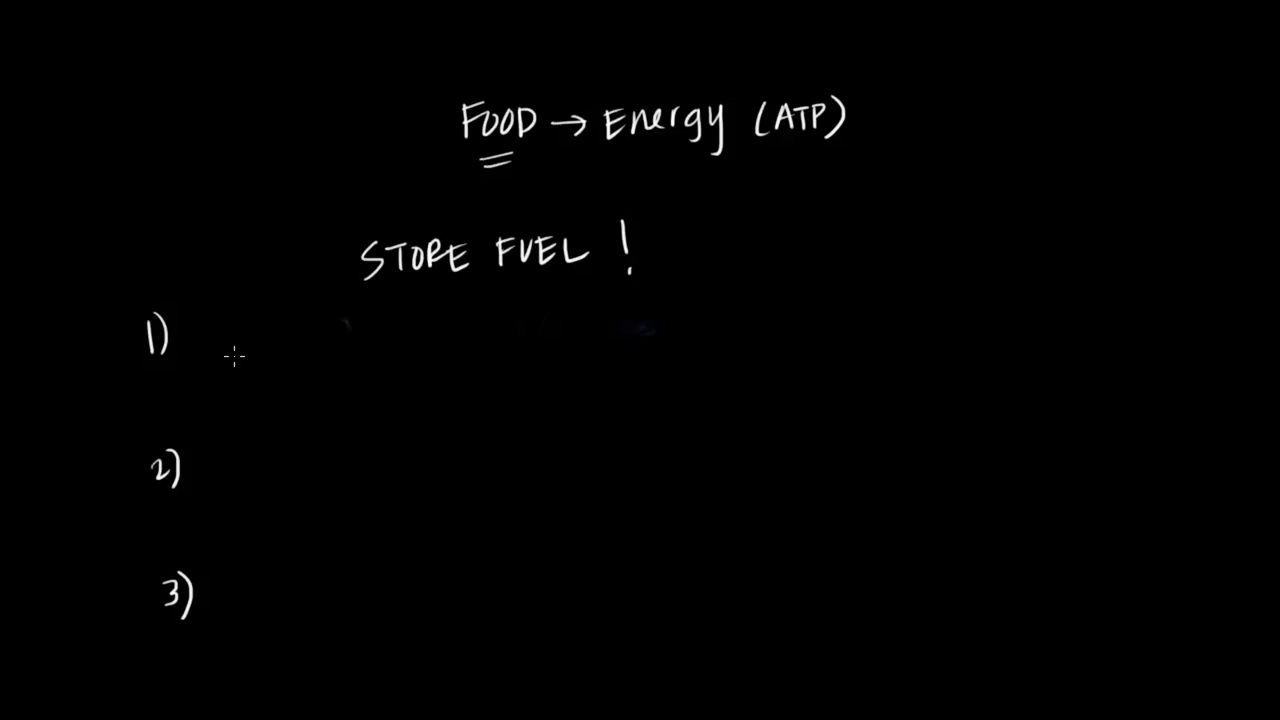 FOOD → Energy (ATP)
STORE FUEL !
1)
2)
3)